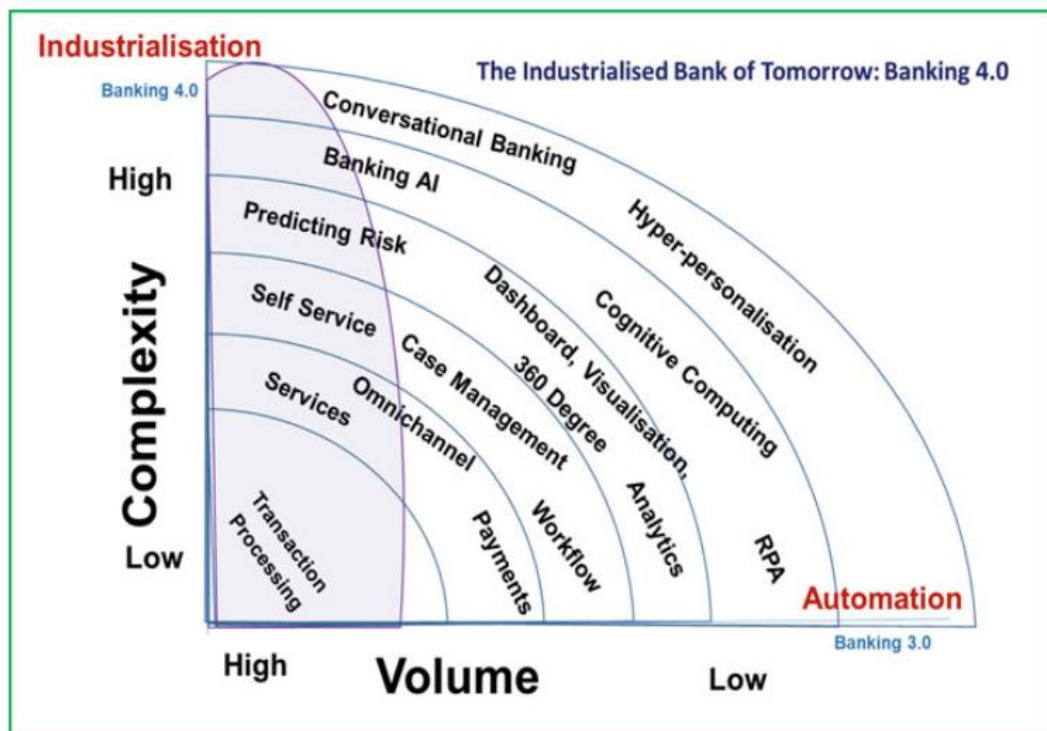 Industrialisation
The Industrialised Bank of Tomorrow: Banking 4.0
Banking 4.0
Conversational Banking
Hyper-personalisation
High
Banking AI
Cognitive Computing
RPA
Predicting Risk
Dashboard, Visualisation,
Analytics
Self Service
Case Management
360 Degree
Workflow
Services
Omnichannel
Payments
Complexity
Transaction
Processing
Low
Automation
Banking 3.0
High
Volume
Low